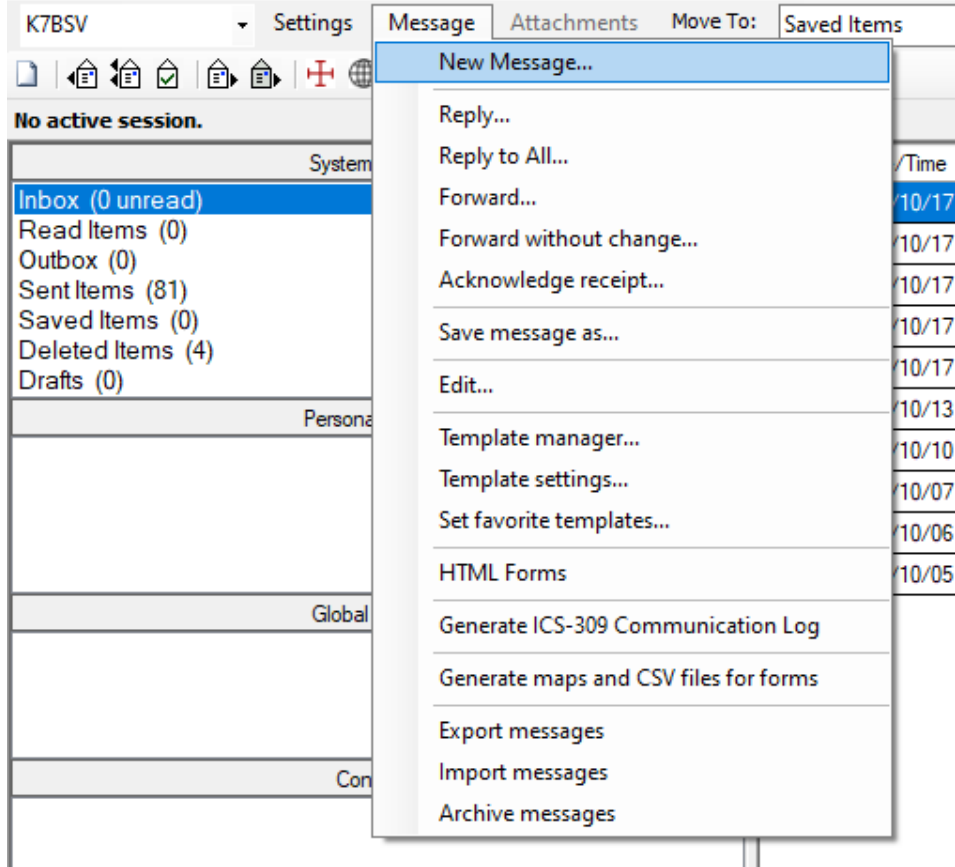 K7BSV Settings Message Attachments Move To: Saved Items
No active session.
System
Inbox (0 unread)
Read Items (0)
Outbox (0)
Sent Items (81)
Saved Items (0)
Deleted Items (4)
Drafts (0)
Persona
Global
Con
New Message...
Reply...
Reply to All...
Forward...
Forward without change...
Acknowledge receipt...
Save message as...
Edit...
Template manager...
Template settings...
Set favorite templates...
HTML Forms
Generate ICS-309 Communication Log
Generate maps and CSV files for forms
Export messages
Import messages
Archive messages
/Time
/10/17
/10/17
/10/17
/10/17
/10/17
/10/13
/10/10
/10/07
/10/06
/10/05